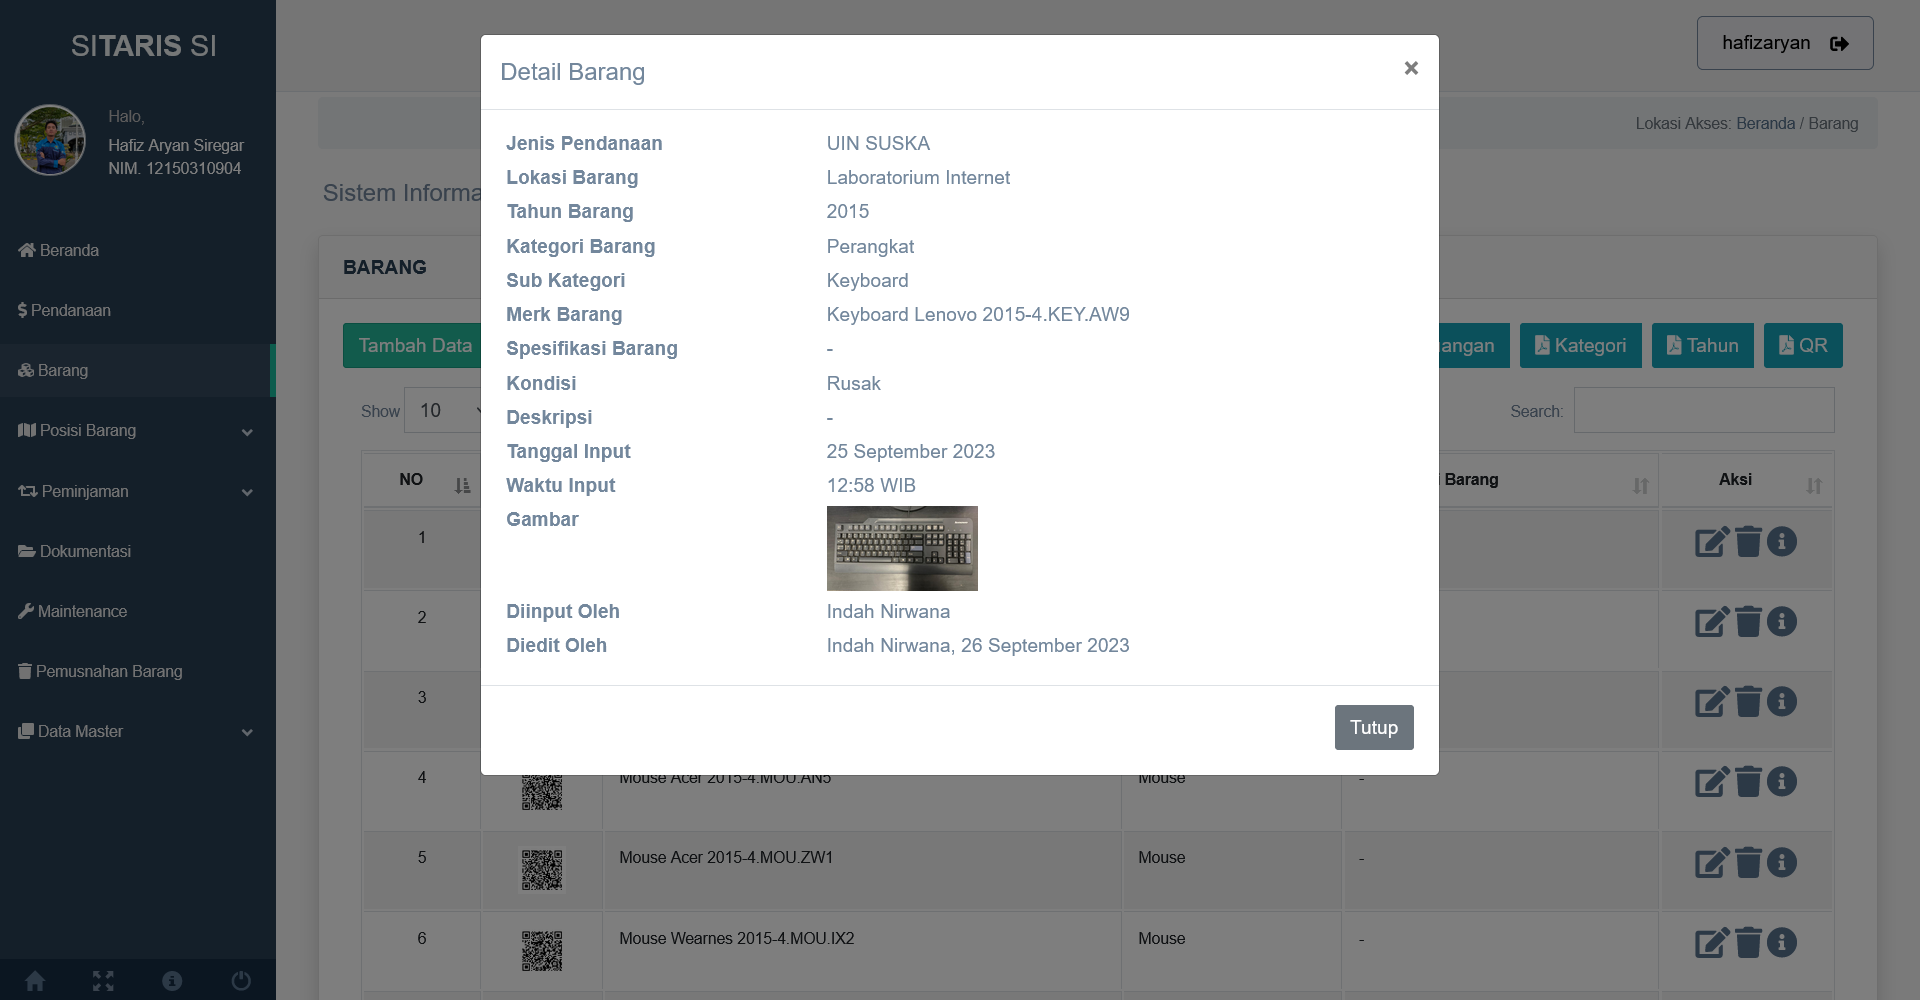 SITARIS SI
Halo,
Hafiz Aryan Siregar
NIM. 12150310904
Beranda
Pendanaan
Barang
Posisi Barang
Peminjaman
Dokumentasi
Maintenance
Pemusnahan Barang
Data Master
hafizaryan
Lokasi Akses: Beranda / Barang
Sistem Informa
BARANG
Tambah Data
angan
Kategori
Tahun
QR
Show 10
Search:
NO
Barang
Aksi
1
2
3
4 Mouse Acer 2015-4.MOU.AN5 Mouse -
5 Mouse Acer 2015-4.MOU.ZW1 Mouse -
6 Mouse Wearnes 2015-4.MOU.IX2 Mouse -
Detail Barang ×
Jenis Pendanaan UIN SUSKA
Lokasi Barang Laboratorium Internet
Tahun Barang 2015
Kategori Barang Perangkat
Sub Kategori Keyboard
Merk Barang Keyboard Lenovo 2015-4.KEY.AW9
Spesifikasi Barang -
Kondisi Rusak
Deskripsi -
Tanggal Input 25 September 2023
Waktu Input 12:58 WIB
Gambar
Diinput Oleh Indah Nirwana
Diedit Oleh Indah Nirwana, 26 September 2023
Tutup